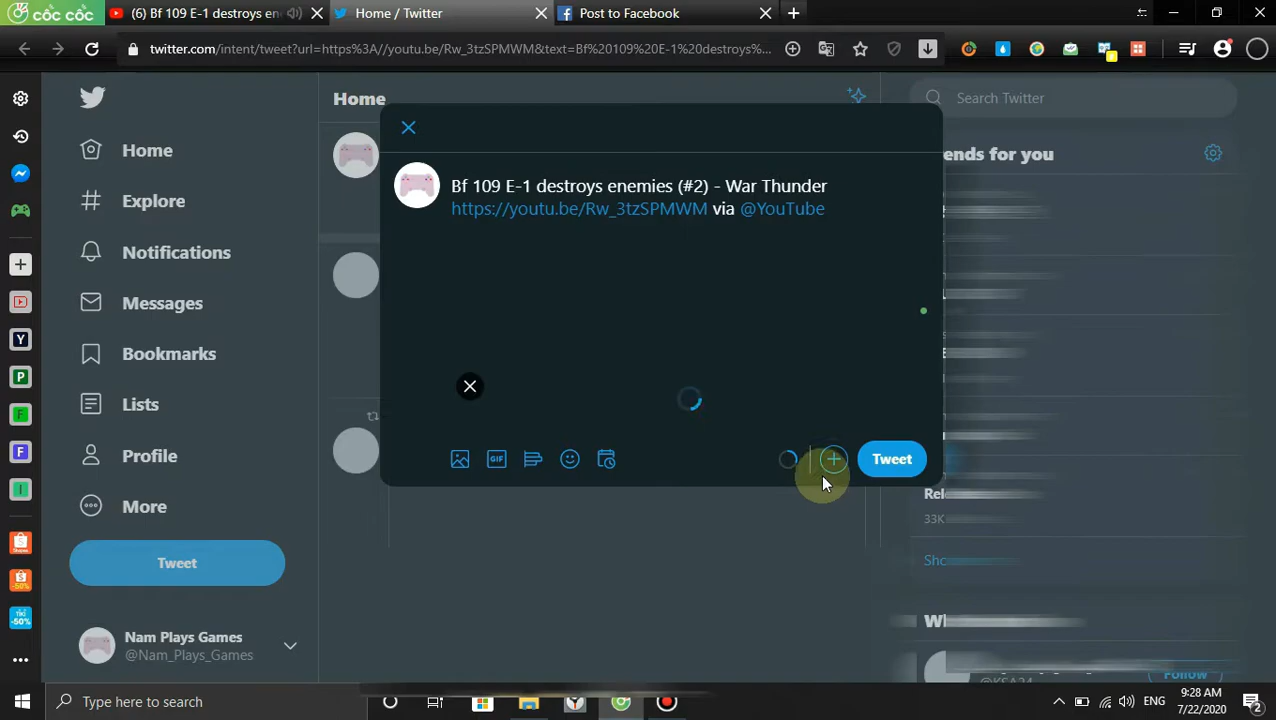 cốc cốc
(6) Bf 109 E-1 destroys en
Home / Twitter
Post to Facebook
twitter.com/intent/tweet?url=https%3A//youtu.be/Rw_3tzSPMWM&text=Bf%20109%20E-1%20destroys%...
Home
Search Twitter
Home
Explore
Notifications
Messages
Bookmarks
Lists
Profile
More
Tweet
Nam Plays Games
@Nam_Plays_Games
Bf 109 E-1 destroys enemies (#2) - War Thunder
https://youtu.be/Rw_3tzSPMWM via @YouTube
GIF
Tweet
ends for you
33K
Follow
@KSA24
Type here to search
ENG
9:28 AM
7/22/2020
2